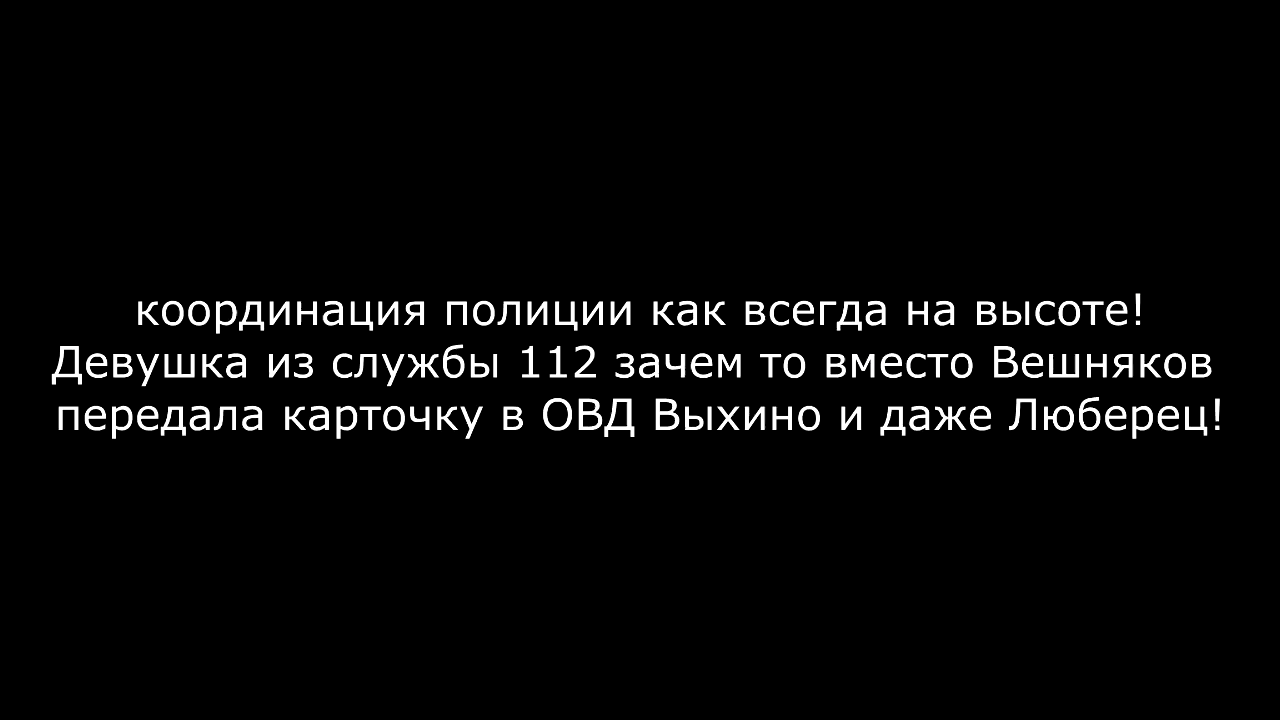 координация полиции как всегда на высоте!
Девушка из службы 112 зачем то вместо Вешняков
передала карточку в ОВД Выхино и даже Люберец!